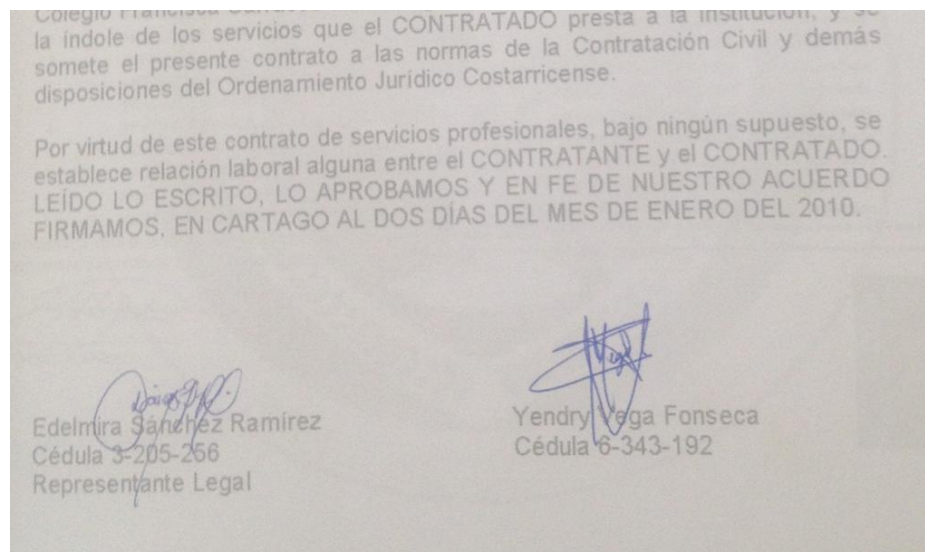 Colegio Francisca
la índole de los servicios que el CONTRATADO presta a la Institución, y se
somete el presente contrato a las normas de la Contratación Civil y demás
disposiciones del Ordenamiento Jurídico Costarricense.
Por virtud de este contrato de servicios profesionales, bajo ningún supuesto, se
establece relación laboral alguna entre el CONTRATANTE y el CONTRATADO.
LEÍDO LO ESCRITO, LO APROBAMOS Y EN FE DE NUESTRO ACUERDO
FIRMAMOS, EN CARTAGO AL DOS DÍAS DEL MES DE ENERO DEL 2010.
Edelmira Sánchez Ramírez
Cédula 3-205-256
Representante Legal
Yendry Vega Fonseca
Cédula 6-343-192